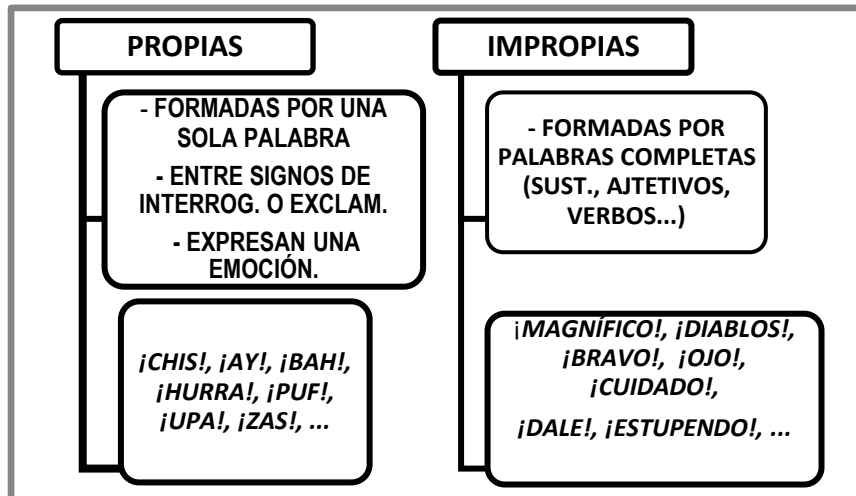 PROPIAS
- FORMADAS POR UNA
SOLA PALABRA
- ENTRE SIGNOS DE
INTERROG. O EXCLAM.
- EXPRESAN UNA
EMOCIÓN.
¡CHIS!, ¡AY!, ¡BAH!,
¡HURRA!, ¡PUF!,
¡UPA!, ¡ZAS!, ...
IMPROPIAS
- FORMADAS POR
PALABRAS COMPLETAS
(SUST., AJTETIVOS,
VERBOS...)
¡MAGNÍFICO!, ¡DIABLOS!,
¡BRAVO!, ¡OJO!,
¡CUIDADO!,
¡DALE!, ¡ESTUPENDO!, ...